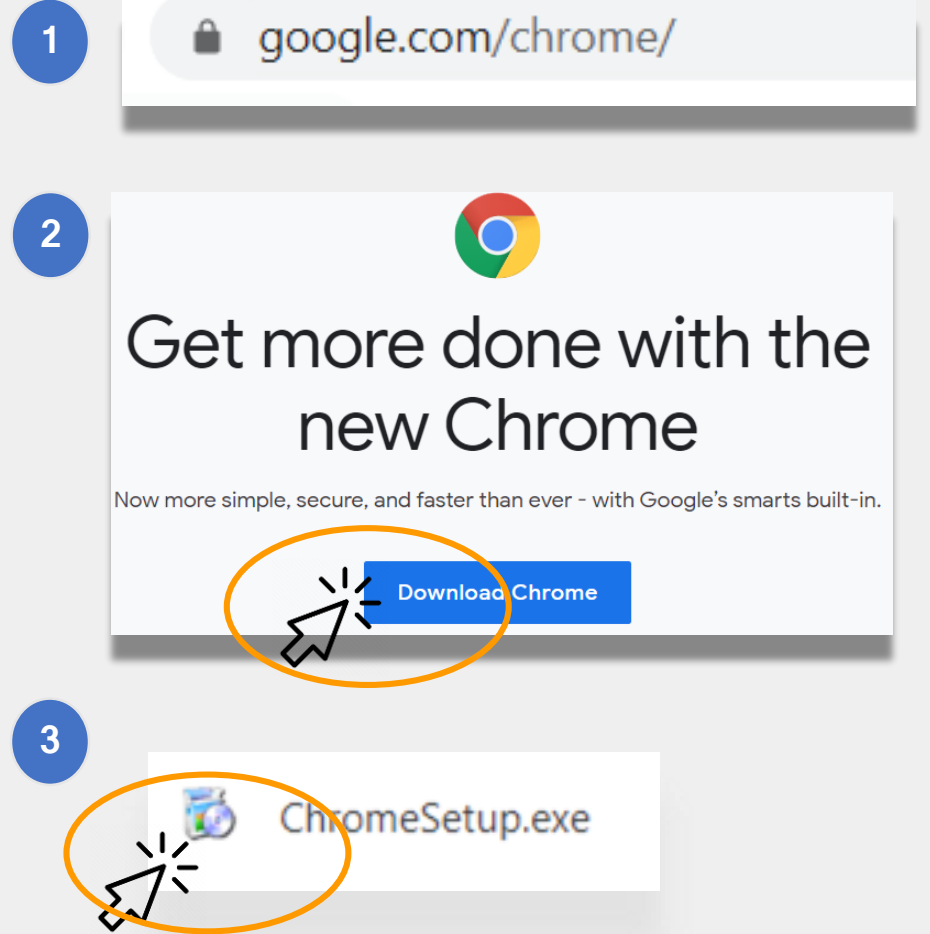 1
google.com/chrome/
2
Get more done with the
new Chrome
Now more simple, secure, and faster than ever - with Google's smarts built-in.
Download Chrome
3
ChromeSetup.exe